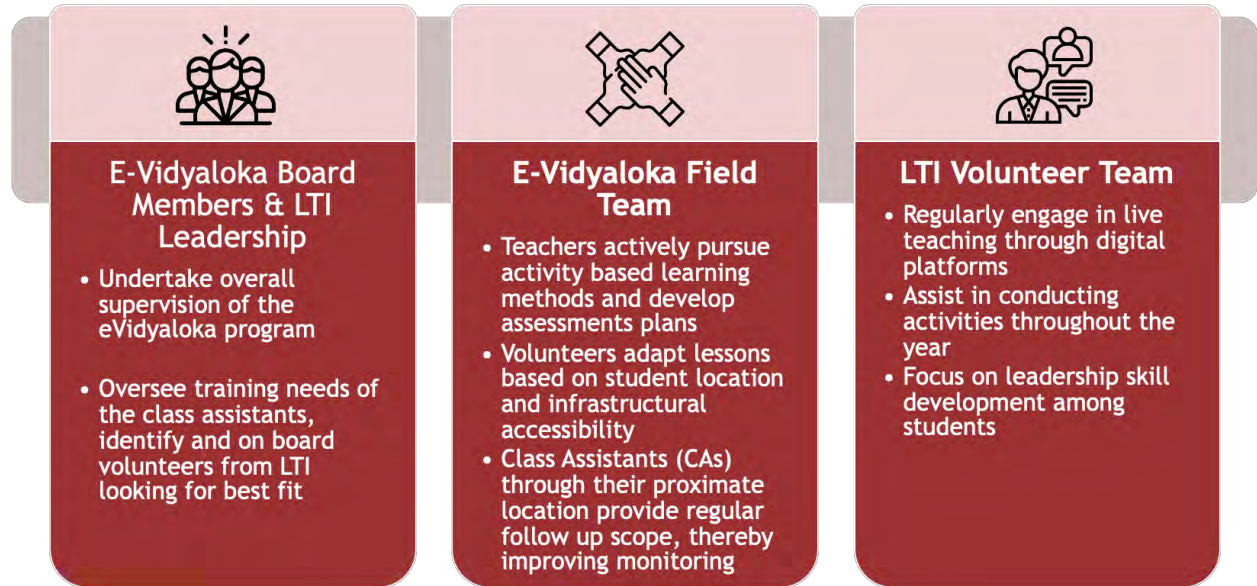 E-Vidyaloka Board
Members & LTI
Leadership
• Undertake overall
supervision of the
eVidyaloka program
• Oversee training needs of
the class assistants,
identify and on board
volunteers from LTI
looking for best fit
E-Vidyaloka Field
Team
• Teachers actively pursue
activity based learning
methods and develop
assessments plans
• Volunteers adapt lessons
based on student location
and infrastructural
accessibility
• Class Assistants (CAs)
through their proximate
location provide regular
follow up scope, thereby
improving monitoring
LTI Volunteer Team
• Regularly engage in live
teaching through digital
platforms
• Assist in conducting
activities throughout the
year
• Focus on leadership skill
development among
students